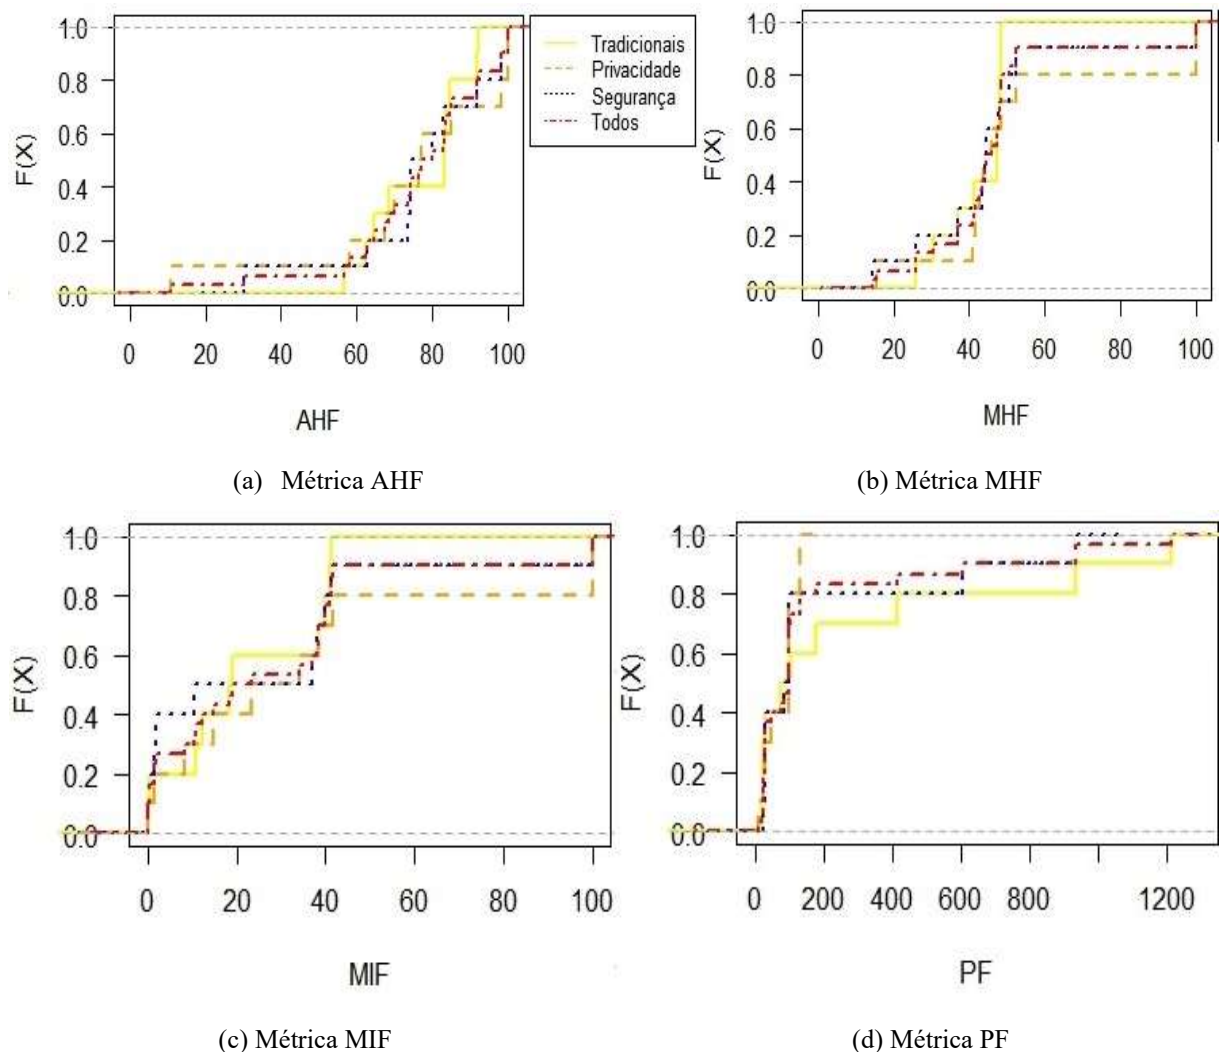 1.0
0.8
0.6
0.4
0.2
0.0
F(X)
0 20 40 60 80 100
AHF
Tradicionais
Privacidade
Segurança
Todos
(a) Métrica AHF
1.0
0.8
0.6
0.4
0.2
0.0
F(X)
0 20 40 60 80 100
MHF
(b) Métrica MHF
1.0
0.8
0.6
0.4
0.2
0.0
F(X)
0 20 40 60 80 100
MIF
(c) Métrica MIF
1.0
0.8
0.6
0.4
0.2
0.0
F(X)
0 200 400 600 800 1200
PF
(d) Métrica PF